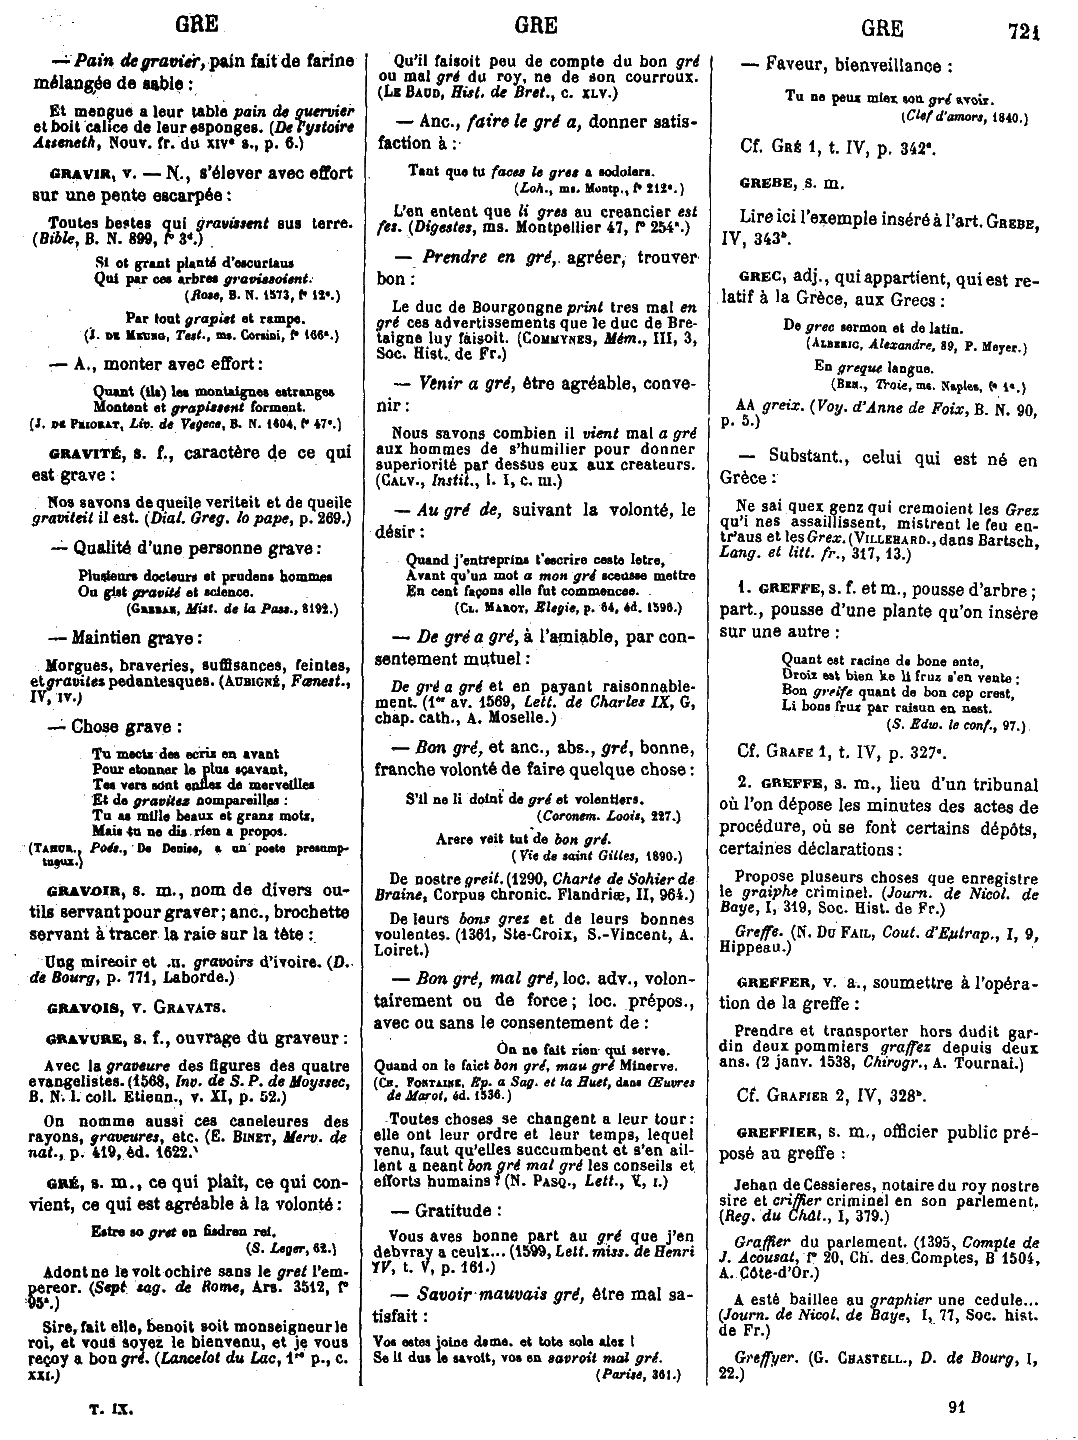 GRE
GRE
GRE
721
— Pain de gravier, pain fait de farine
mélangée de sable :
Et mengue a leur table pain de guervier
et boit calice de leur esponges. (De l'ystoire
Asseneth, Nouv. fr. du XIVe s., p. 6.)
GRAVIR, v. — N., s'élever avec effort
sur une pente escarpée :
Toutes bestes qui gravissent sus terre.
(Bible, B. N. 899, f° 3d.)
Si ot grant planté d'escuriaus
Qui par ces arbres gravissoient.
(Rose, B. N. 1573, f° 12a.)
Par tout grapist et rampe.
(J. DE MEUNG, Test., ms. Corsini, f° 166a.)
— A., monter avec effort :
Quant (ils) les montaignes estranges
Montent et grapissent forment.
(J. DE PRIORAT, Liv. de Vegece, B. N. 1604, f° 47a.)
GRAVITÉ, s. f., caractère de ce qui
est grave :
Nos savons de queile veriteit et de queile
graviteit il est. (Dial. Greg. lo pape, p. 269.)
— Qualité d'une personne grave :
Plusieurs docteurs et prudens hommes
Ou gist gravité et science.
(GREBAN, Mist. de la Pass., 8192.)
— Maintien grave :
Morgues, braveries, suffisances, feintes,
et gravites pedantesques. (AUBIGNÉ, Fœnest.,
IV, IV.)
— Chose grave :
Tu mects des ecris en avant
Pour etonner le plus sçavant,
Tes vers sont enflez de merveilles
Et de gravites nompareilles :
Tu as mille beaux et grans mots,
Mais tu ne dis rien a propos.
(TAHUR., Poés., De Denise, a un poete presump-
tueux.)
GRAVOIR, s. m., nom de divers ou-
tils servant pour graver ; anc., brochette
servant à tracer la raie sur la tête :
Ung mireoir et .II. gravoirs d'ivoire. (D.
de Bourg, p. 771, Laborde.)
GRAVOIS, v. GRAVATS.
GRAVURE, s. f., ouvrage du graveur :
Avec la graveure des figures des quatre
evangelistes. (1568, Inv. de S. P. de Moyssec,
B. N. l. coll. Etienn., v. XI, p. 52.)
On nomme aussi ces caneleures des
rayons, graveures, etc. (E. BINET, Merv. de
nat., p. 419, éd. 1622.)
GRÉ, s. m., ce qui plaît, ce qui con-
vient, ce qui est agréable à la volonté :
Estre so gret en fisdren rei.
(S. Leger, 62.)
Adont ne le volt ochire sans le gret l'em-
pereor. (Sept sag. de Rome, Ars. 3512, f°
95a.)
Sire, fait elle, benoit soit monseigneur le
roi, et vous soyez le bienvenu, et je vous
reçoy a bon gré. (Lancelot du Lac, 1re p., c.
XXI.)
T. IX.
Qu'il faisoit peu de compte du bon gré
ou mal gré du roy, ne de son courroux.
(LE BAUD, Hist. de Bret., c. XLV.)
— Anc., faire le gré a, donner satis-
faction à :
Tant que tu faces le gres a sodoiers.
(Loh., ms. Montp., f° 212a.)
L'en entent que li gres au creancier est
fes. (Digestes, ms. Montpellier 47, f° 254a.)
— Prendre en gré, agréer, trouver
bon :
Le duc de Bourgongne print tres mal en
gré ces advertissements que le duc de Bre-
taigne luy faisoit. (COMMYNES, Mém., III, 3,
Soc. Hist. de Fr.)
— Venir a gré, être agréable, conve-
nir :
Nous savons combien il vient mal a gré
aux hommes de s'humilier pour donner
superiorité par dessus eux aux createurs.
(CALV., Instit., l. I, c. III.)
— Au gré de, suivant la volonté, le
désir :
Quand j'entreprins t'escrire ceste letre,
Avant qu'un mot a mon gré sceusse mettre
En cent façons elle fut commencee.
(CL. MAROT, Elegie, p. 64, éd. 1596.)
— De gré a gré, à l'amiable, par con-
sentement mutuel :
De gré a gré et en payant raisonnable-
ment. (1er av. 1569, Lett. de Charles IX, G,
chap. cath., A. Moselle.)
— Bon gré, et anc., abs., gré, bonne,
franche volonté de faire quelque chose :
S'il ne li doint de gré et volentiers.
(Coronem. Loois, 227.)
Arere veit tut de bon gré.
(Vie de saint Gilles, 1890.)
De nostre greit. (1290, Charte de Sohier de
Braine, Corpus chronic. Flandriæ, II, 964.)
De leurs bons grez et de leurs bonnes
voulentes. (1361, Ste-Croix, S.-Vincent, A.
Loiret.)
— Bon gré, mal gré, loc. adv., volon-
tairement ou de force ; loc. prépos.,
avec ou sans le consentement de :
On ne fait rien qui serve.
Quand on le faict bon gré, mau gré Minerve.
(CH. FONTAINE, Ep. a Sag. et la Huet, dans Œuvres
de Marot, éd. 1536.)
Toutes choses se changent a leur tour :
elle ont leur ordre et leur temps, lequel
venu, faut qu'elles succumbent et s'en ail-
lent a neant bon gré mal gré les conseils et
efforts humains ? (N. PASQ., Lett., V, I.)
— Gratitude :
Vous aves bonne part au gré que j'en
debvray a ceulx... (1599, Lett. miss. de Henri
IV, t. V, p. 161.)
— Savoir mauvais gré, être mal sa-
tisfait :
Vos estes joine dame. et tote sole alez !
Se li dus le savoit, vos en savroit mal gré.
(Parise, 361.)
— Faveur, bienveillance :
Tu ne peux miex son gré avoir.
(Clef d'amors, 1840.)
Cf. GRÉ 1, t. IV, p. 342a.
GREBE, s. m.
Lire ici l'exemple inséré à l'art. GREBE,
IV, 343b.
GREC, adj., qui appartient, qui est re-
latif à la Grèce, aux Grecs :
De grec sermon et de latin.
(ALBERIC, Alexandre, 89, P. Meyer.)
En greque langue.
(BEN., Troie, ms. Naples, f° 1a.)
AA greix. (Voy. d'Anne de Foix, B. N. 90,
p. 5.)
— Substant., celui qui est né en
Grèce :
Ne sai quex genz qui cremoient les Grez
qu'i nes assaillissent, mistrent le feu en-
tr'aus et les Grex. (VILLEHARD., dans Bartsch,
Lang. et litt. fr., 317, 13.)
1. GREFFE, s. f. et m., pousse d'arbre ;
part., pousse d'une plante qu'on insère
sur une autre :
Quant est racine de bone ente,
Droiz est bien ke li fruz s'en vente ;
Bon greife quant de bon cep crest,
Li bons fruz par raisun en nest.
(S. Edw. le conf., 97.)
Cf. GRAFE 1, t. IV, p. 327a.
2. GREFFE, s. m., lieu d'un tribunal
où l'on dépose les minutes des actes de
procédure, où se font certains dépôts,
certaines déclarations :
Propose pluseurs choses que enregistre
le graiphe criminel. (Journ. de Nicol. de
Baye, I, 319, Soc. Hist. de Fr.)
Greffe. (N. DU FAIL, Cout. d'Eutrap., I, 9,
Hippeau.)
GREFFER, v. a., soumettre à l'opéra-
tion de la greffe :
Prendre et transporter hors dudit gar-
din deux pommiers graffez depuis deux
ans. (2 janv. 1538, Chirogr., A. Tournai.)
Cf. GRAFIER 2, IV, 328b.
GREFFIER, s. m., officier public pré-
posé au greffe :
Jehan de Cessieres, notaire du roy nostre
sire et criffier criminel en son parlement.
(Reg. du Chât., I, 379.)
Graffier du parlement. (1395, Compte de
J. Acousat, f° 20, Ch. des Comptes, B 1504,
A. Côte-d'Or.)
A esté baillee au graphier une cedule...
(Journ. de Nicol. de Baye, I, 77, Soc. hist.
de Fr.)
Greffyer. (G. CHASTELL., D. de Bourg, I,
22.)
91